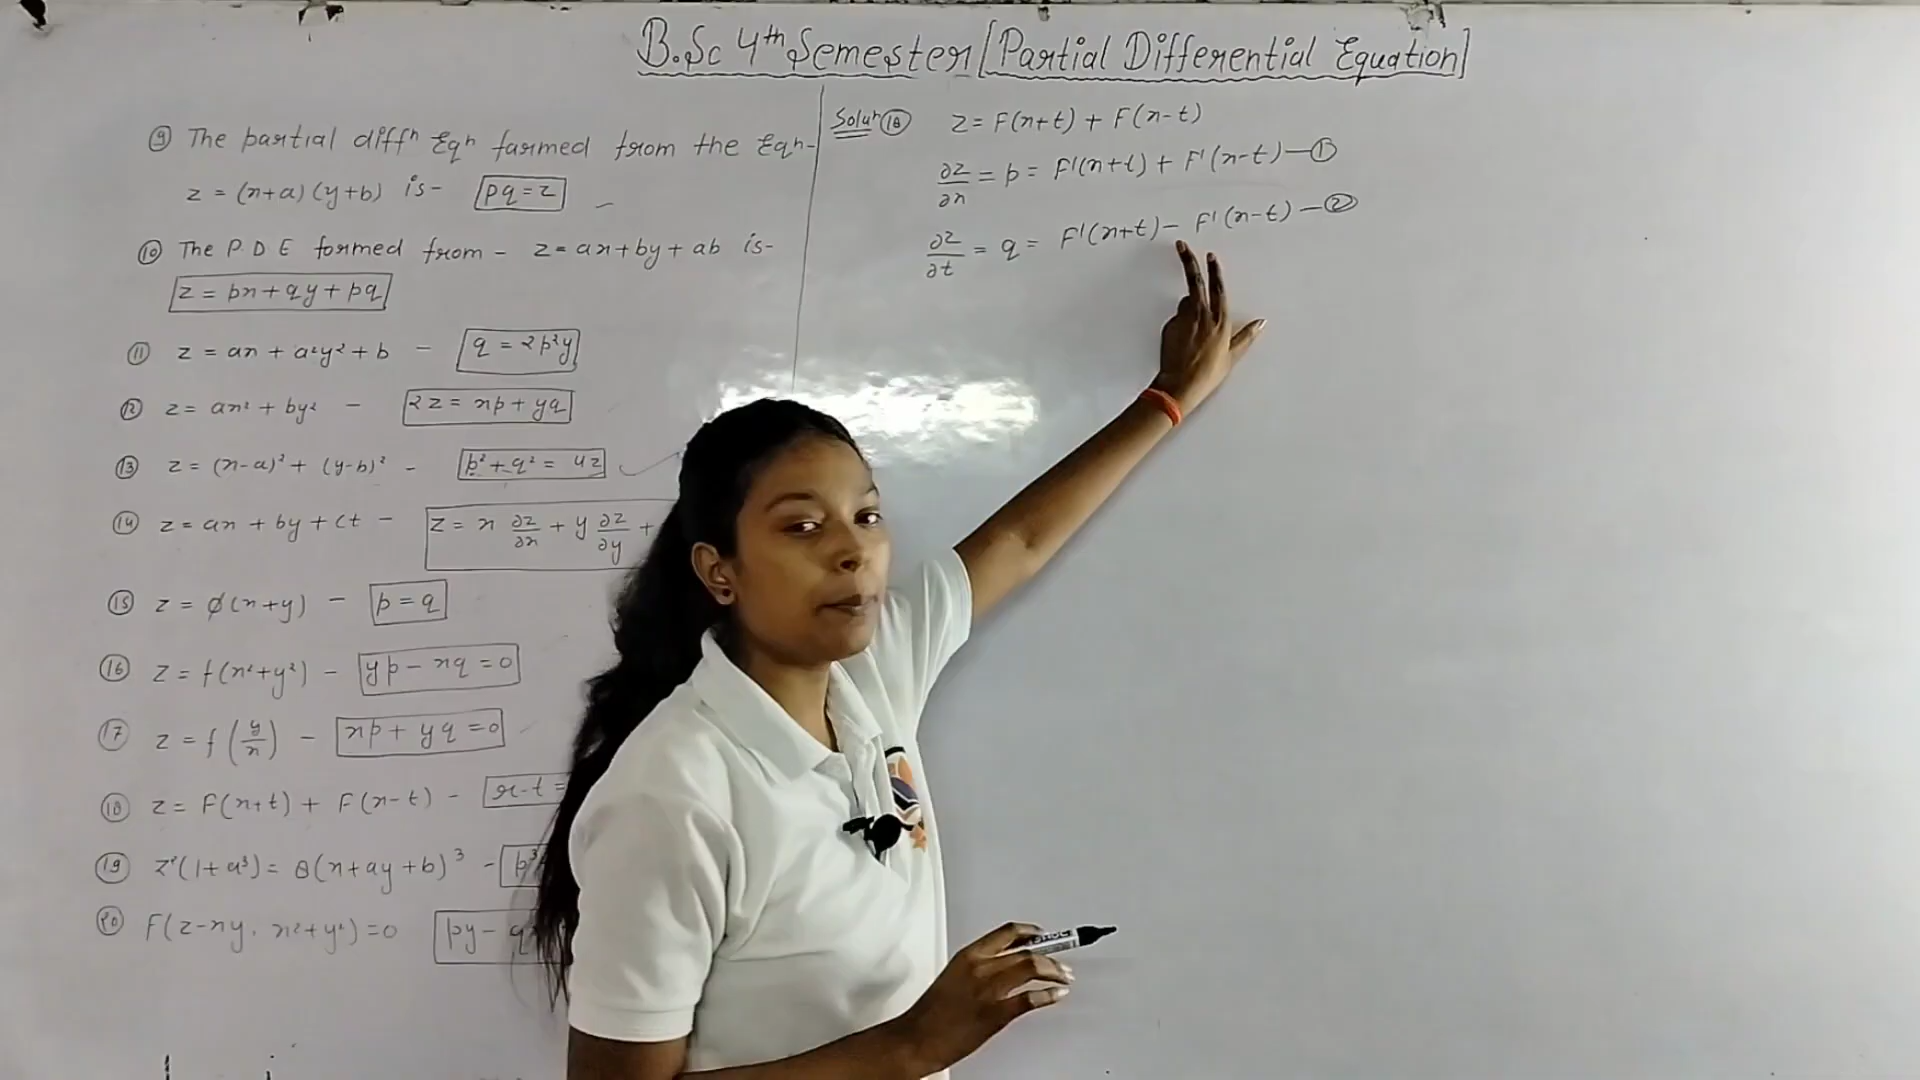 B.Sc 4th Semester [Partial Differential Equation]
⑨ The partial diffn Eqn farmed from the Eqn-
z = (x+a)(y+b) is- pq = z
⑩ The P.D.E formed from - z = ax+by+ab is-
z = px+qy+pq
⑪ z = ax + a²y² + b - q = 2p²y
⑫ z = ax² + by² - 2z = xp+yq
⑬ z = (x-a)² + (y-b)² - p²+q² = 4z
⑭ z = ax + by + ct - z = x ∂z/∂x + y ∂z/∂y +
⑮ z = ϕ(x+y) - p = q
⑯ z = f(x²+y²) - yp - xq = 0
⑰ z = f(y/x) - xp + yq = 0
⑱ z = F(x+t) + F(x-t) - r-t =
⑲ z²(1+a³) = 8(x+ay+b)³ - p³
⑳ F(z-xy, x²+y²) = 0 py - q
Solun ⑱ z = F(x+t) + F(x-t)
∂z/∂x = p = F'(x+t) + F'(x-t) — ①
∂z/∂t = q = F'(x+t) - F'(x-t) — ②